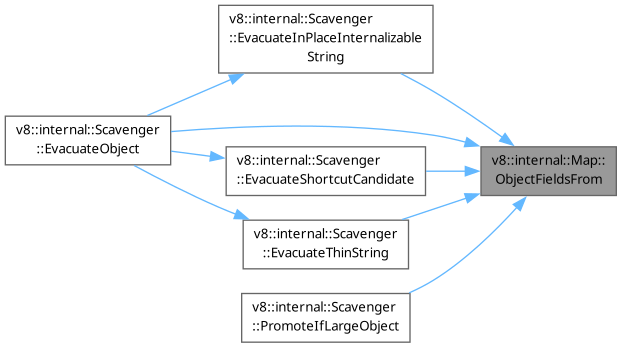 v8::internal::Scavenger
::EvacuateInPlaceInternalizable
String
v8::internal::Scavenger
::EvacuateObject
v8::internal::Scavenger
::EvacuateShortcutCandidate
v8::internal::Map::
ObjectFieldsFrom
v8::internal::Scavenger
::EvacuateThinString
v8::internal::Scavenger
::PromoteIfLargeObject